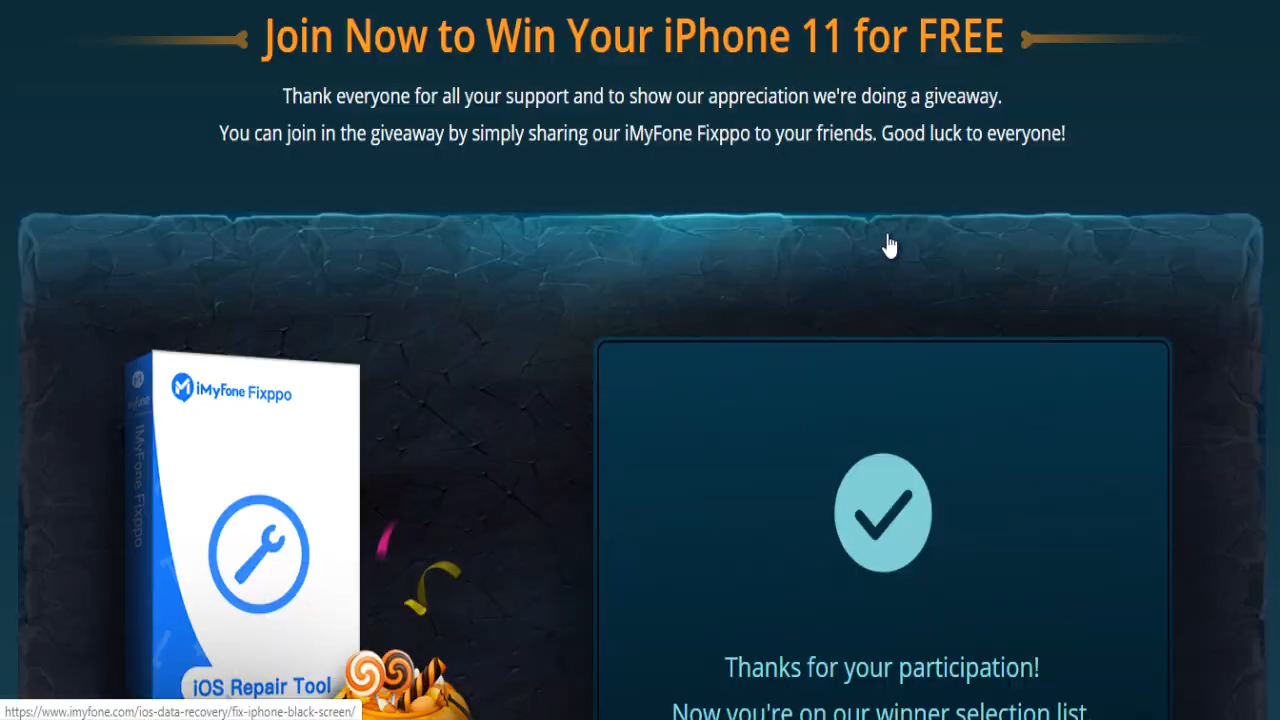 Join Now to Win Your iPhone 11 for FREE
Thank everyone for all your support and to show our appreciation we're doing a giveaway.
You can join in the giveaway by simply sharing our iMyFone Fixppo to your friends. Good luck to everyone!
iMyFone Fixppo
iMyFone Fixppo
iOS Repair Tool
Thanks for your participation!
Now you're on our winner selection list
https://www.imyfone.com/ios-data-recovery/fix-iphone-black-screen/